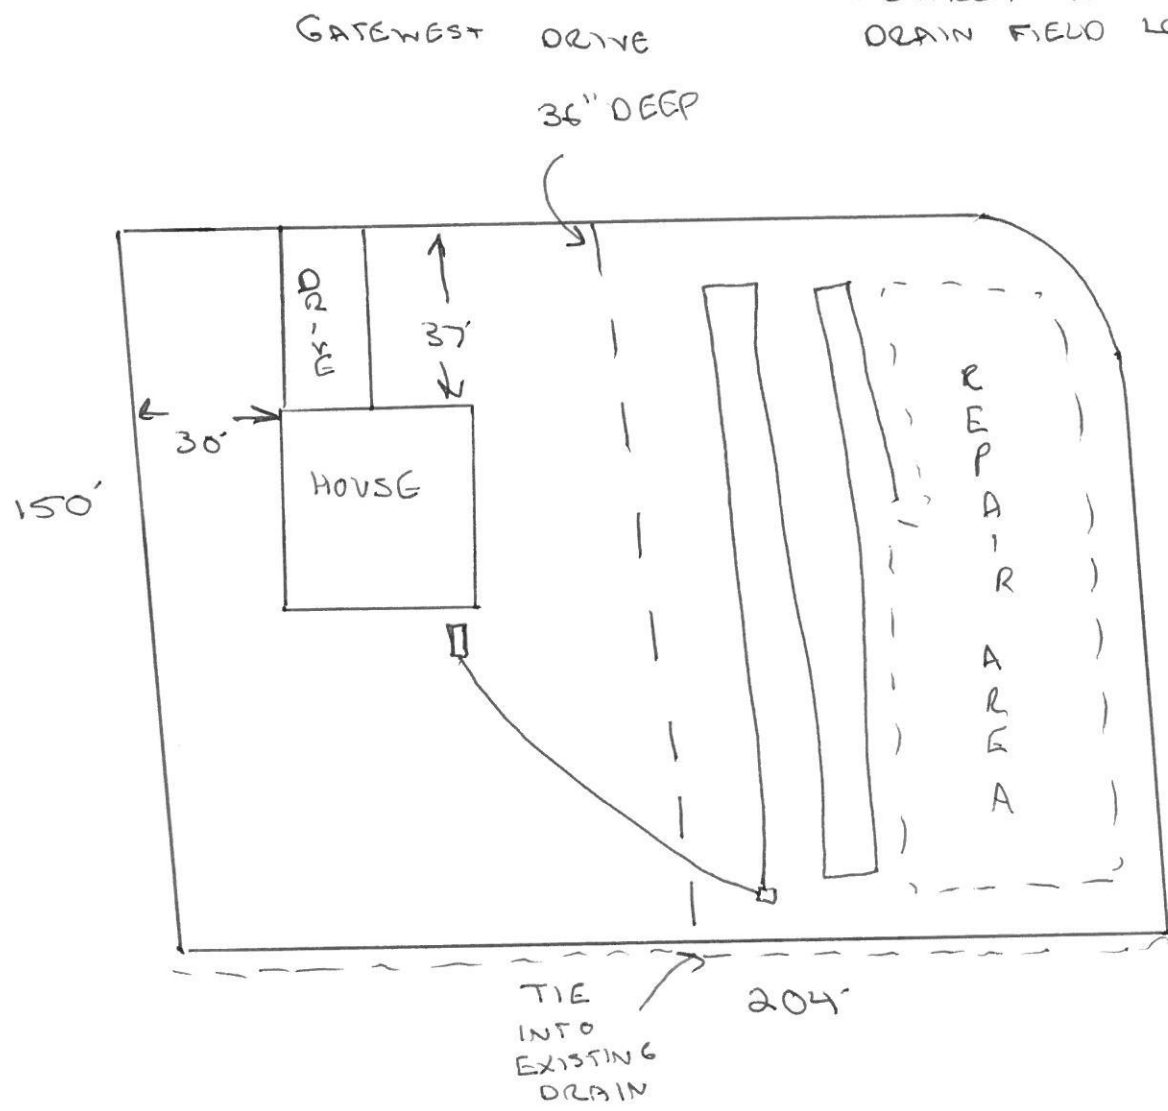 GATEWEST DRIVE
DRAIN FIELD
36" DEEP
DRIVE
37'
30'
150'
HOUSE
REPAIR AREA
TIE
INTO
EXISTING
DRAIN
204'